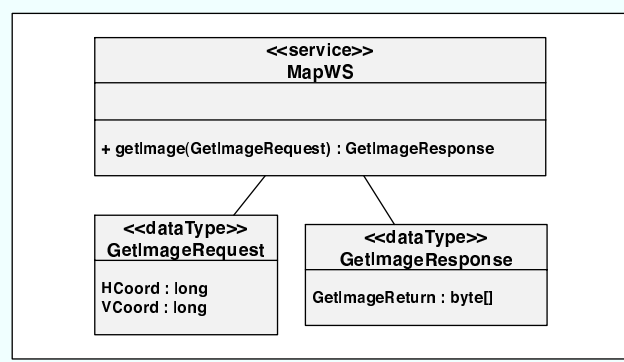 <<service>>
MapWS
+ getImage(GetImageRequest) : GetImageResponse
<<dataType>>
GetImageRequest
HCoord : long
VCoord : long
<<dataType>>
GetImageResponse
GetImageReturn : byte[]